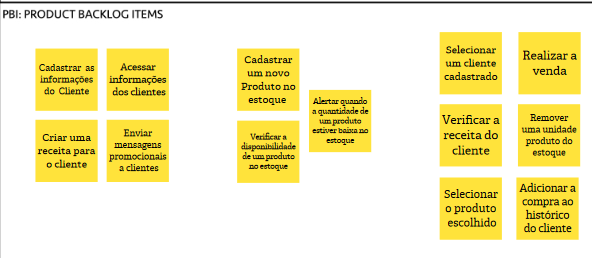 PBI: PRODUCT BACKLOG ITEMS
Cadastrar as
informações
do Cliente
Acessar
informações
dos clientes
Criar uma
receita para
o cliente
Enviar
mensagens
promocionais
a clientes
Cadastrar
um novo
Produto no
estoque
Alertar quando
a quantidade de
um produto
estiver baixa no
estoque
Verificar a
disponibilidade
de um produto
no estoque
Selecionar
um cliente
cadastrado
Realizar a
venda
Verificar a
receita do
cliente
Remover
uma unidade
produto do
estoque
Selecionar
o produto
escolhido
Adicionar a
compra ao
histórico
do cliente